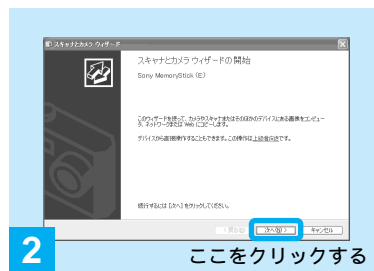 スキャナとカメラ ウィザード
スキャナとカメラ ウィザードの開始
Sony MemoryStick (E)
このウィザードを使って、カメラやスキャナまたはそのほかのデバイスにある画像をコンピュー
タ、ネットワークまたは Web にコピーします。
デバイスから直接操作することもできます。この操作は上級者向きです。
続行するには [次へ] をクリックしてください。
< 戻る(B)
次へ(N) >
キャンセル
2
ここをクリックする